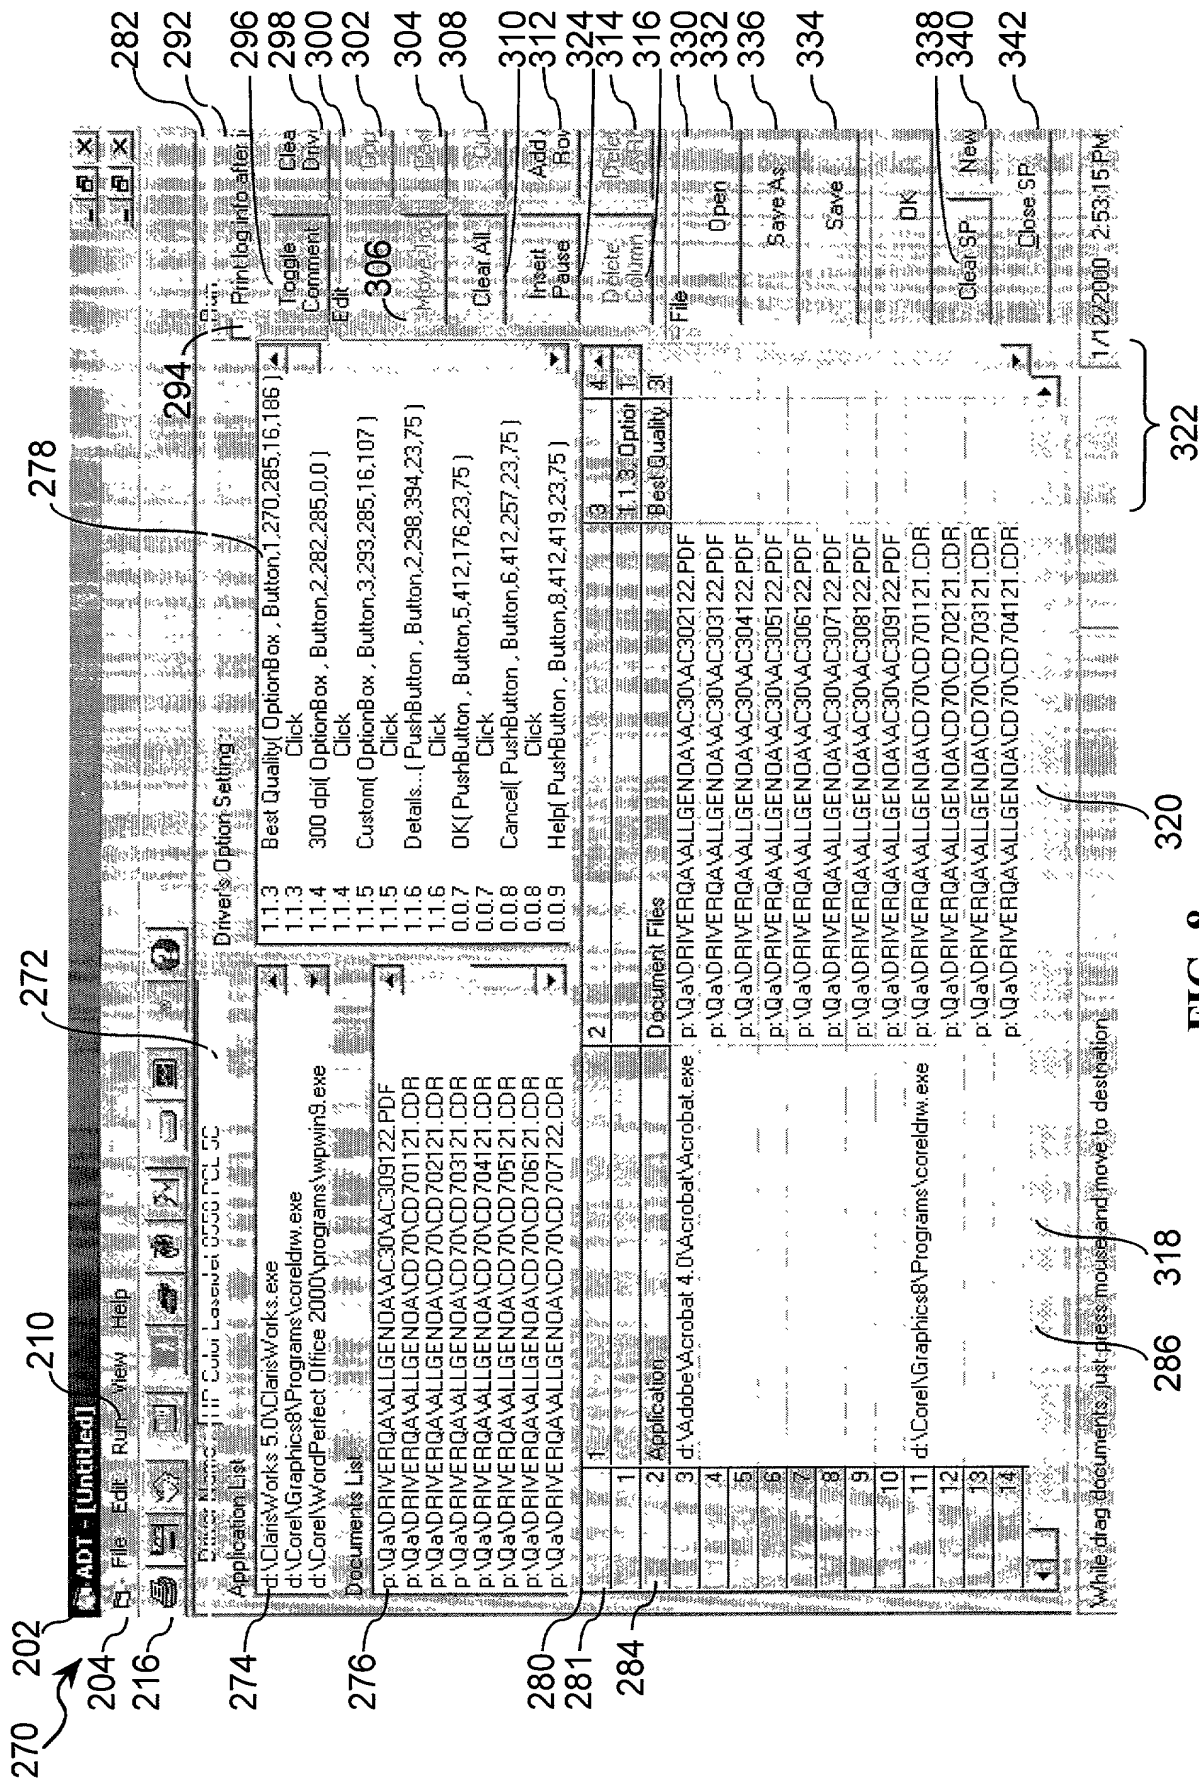 270
202
204
216
210
272
278
294
282
292
296
298
300
302
304
306
308
310
312
324
314
316
330
332
336
334
338
340
342
274
276
280
281
284
286
318
320
322
ADT - [Untitled]
File Edit Run View Help
Application List
d:\ClarisWorks 5.0\ClarisWorks.exe
d:\Corel\Graphics8\Programs\coreldrw.exe
d:\Corel\WordPerfect Office 2000\programs\wpwin9.exe
Documents List
p:\Qa\DRIVERQA\ALLGENQA\AC30\AC309122.PDF
p:\Qa\DRIVERQA\ALLGENQA\CD70\CD701121.CDR
p:\Qa\DRIVERQA\ALLGENQA\CD70\CD702121.CDR
p:\Qa\DRIVERQA\ALLGENQA\CD70\CD703121.CDR
p:\Qa\DRIVERQA\ALLGENQA\CD70\CD704121.CDR
p:\Qa\DRIVERQA\ALLGENQA\CD70\CD705121.CDR
p:\Qa\DRIVERQA\ALLGENQA\CD70\CD706121.CDR
p:\Qa\DRIVERQA\ALLGENQA\CD70\CD707122.CDR
Driver's Option Setting
1.1.3 Best Quality( OptionBox , Button,1,270,285,16,186 )
1.1.3 Click
1.1.4 300 dpi( OptionBox , Button,2,282,285,0,0 )
1.1.4 Click
1.1.5 Custom( OptionBox , Button,3,293,285,16,107 )
1.1.5 Click
1.1.6 Details...( PushButton , Button,2,298,394,23,75 )
1.1.6 Click
0.0.7 OK( PushButton , Button,5,412,176,23,75 )
0.0.7 Click
0.0.8 Cancel( PushButton , Button,6,412,257,23,75 )
0.0.8 Click
0.0.9 Help( PushButton , Button,8,412,419,23,75 )
Print log info after
Toggle Comment
Clea Driv
Edit
Clear All
Insert Pause
Add Row
Delete Column
File
Open
Save As
Save
OK
Clear SP
New
Close SP
1 2 3 4
1 1.1.3. Option 1
2 Application Document Files Best Quality 3
3 d:\Adobe\Acrobat 4.0\Acrobat\Acrobat.exe p:\Qa\DRIVERQA\ALLGENQA\AC30\AC302122.PDF
4 p:\Qa\DRIVERQA\ALLGENQA\AC30\AC303122.PDF
5 p:\Qa\DRIVERQA\ALLGENQA\AC30\AC304122.PDF
6 p:\Qa\DRIVERQA\ALLGENQA\AC30\AC305122.PDF
7 p:\Qa\DRIVERQA\ALLGENQA\AC30\AC306122.PDF
8 p:\Qa\DRIVERQA\ALLGENQA\AC30\AC307122.PDF
9 p:\Qa\DRIVERQA\ALLGENQA\AC30\AC308122.PDF
10 p:\Qa\DRIVERQA\ALLGENQA\AC30\AC309122.PDF
11 d:\Corel\Graphics8\Programs\coreldrw.exe p:\Qa\DRIVERQA\ALLGENQA\CD70\CD701121.CDR
12 p:\Qa\DRIVERQA\ALLGENQA\CD70\CD702121.CDR
13 p:\Qa\DRIVERQA\ALLGENQA\CD70\CD703121.CDR
14 p:\Qa\DRIVERQA\ALLGENQA\CD70\CD704121.CDR
While drag documents, just press mouse and move to destination
1/12/2000 2:53:15 PM